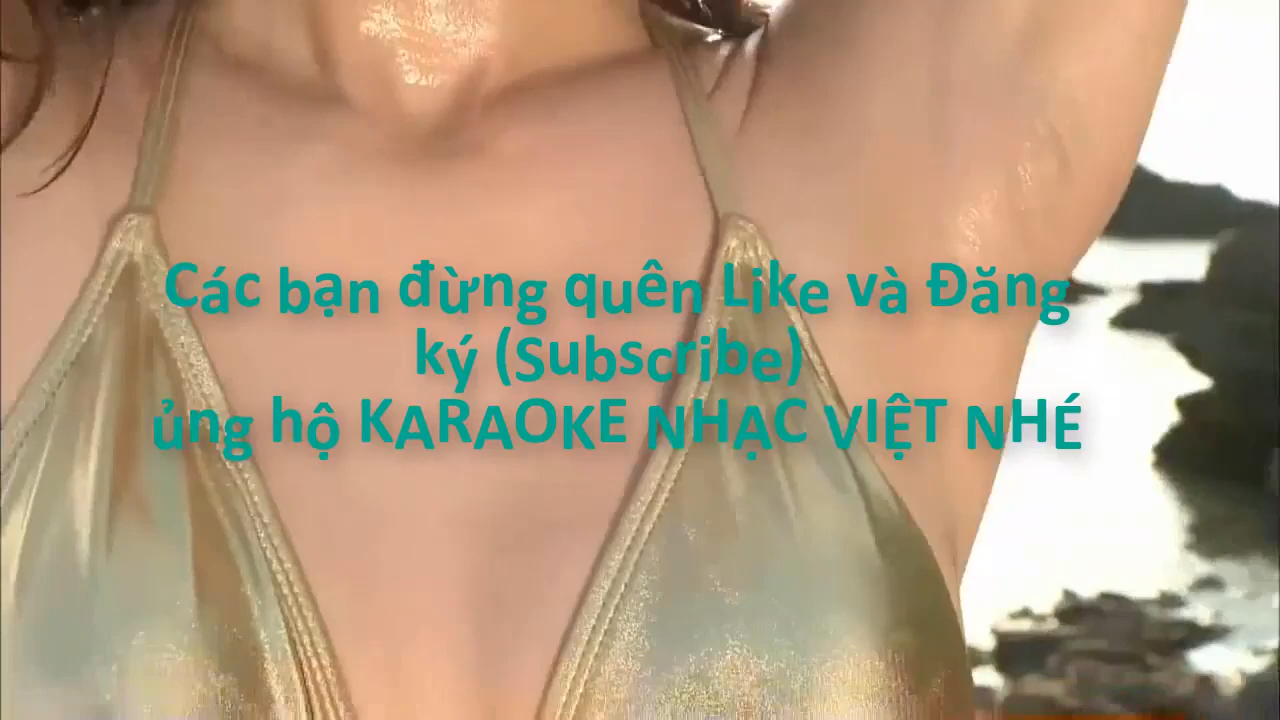 Các bạn đừng quên Like và Đăng
ký (Subscribe)
ủng hộ KARAOKE NHẠC VIỆT NHÉ